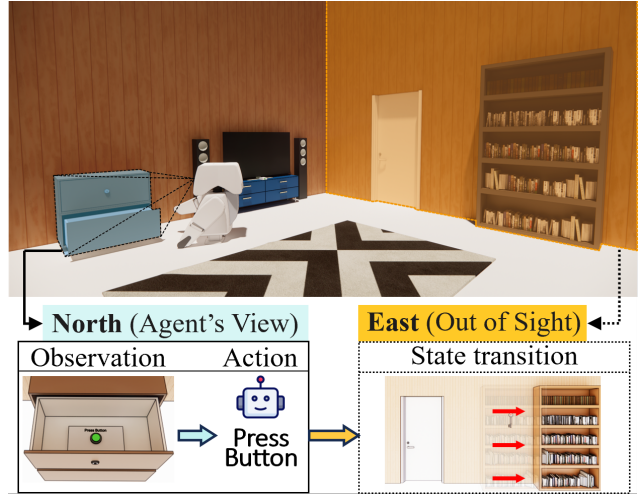 North (Agent's View)
East (Out of Sight)
Observation
Action
State transition
Press Button
Press
Button